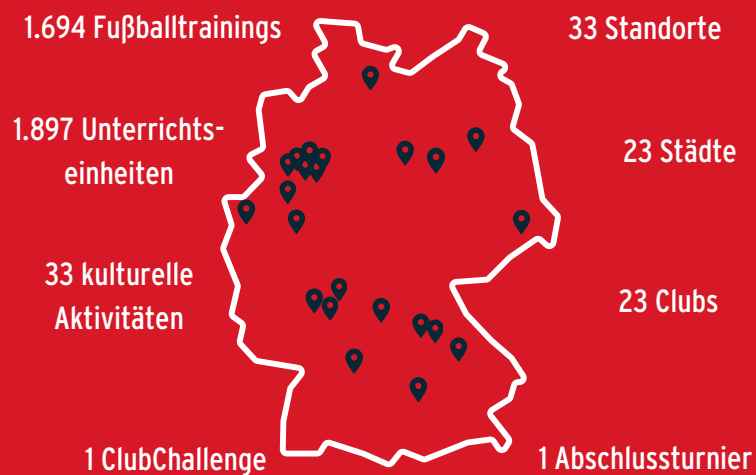 1.694 Fußballtrainings
33 Standorte
1.897 Unterrichts-
einheiten
23 Städte
33 kulturelle
Aktivitäten
23 Clubs
1 ClubChallenge
1 Abschlussturnier